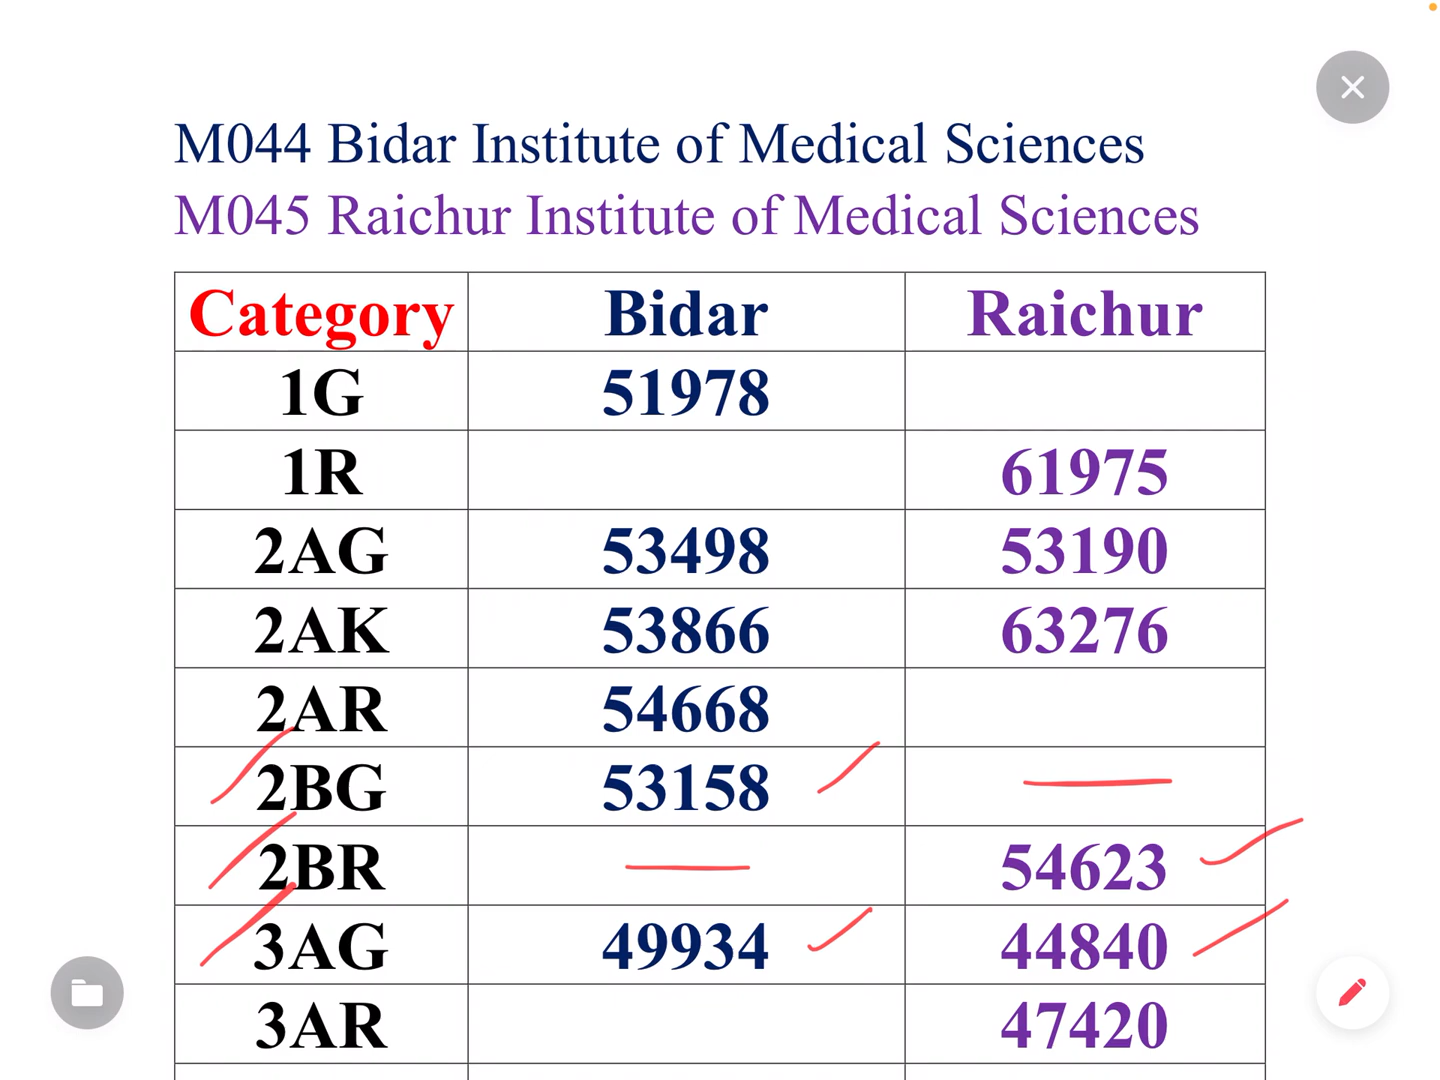 M044 Bidar Institute of Medical Sciences
M045 Raichur Institute of Medical Sciences
Category Bidar Raichur
1G 51978
1R 61975
2AG 53498 53190
2AK 53866 63276
2AR 54668
2BG 53158
2BR 54623
3AG 49934 44840
3AR 47420